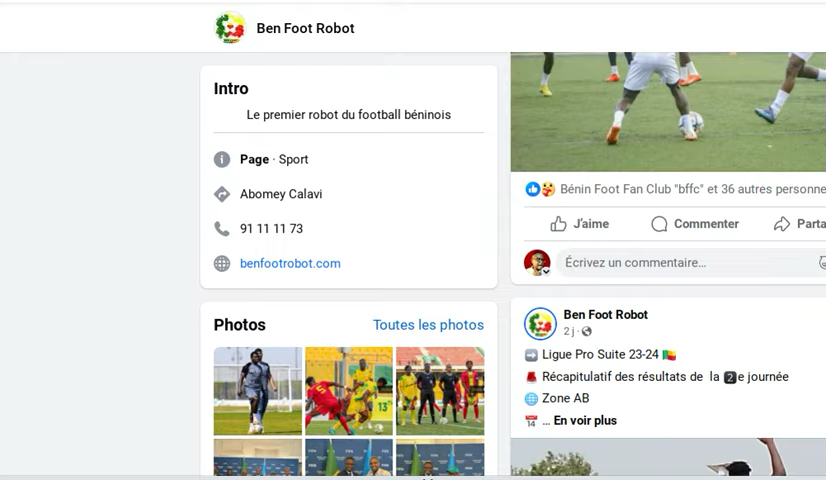 Ben Foot Robot
Intro
Le premier robot du football béninois
Page · Sport
Abomey Calavi
91 11 11 73
benfootrobot.com
Photos
Toutes les photos
Bénin Foot Fan Club "bffc" et 36 autres personne
J'aime
Commenter
Parta
Écrivez un commentaire...
Ben Foot Robot
2 j ·
Ligue Pro Suite 23-24
Récapitulatif des résultats de la 2e journée
Zone AB
... En voir plus